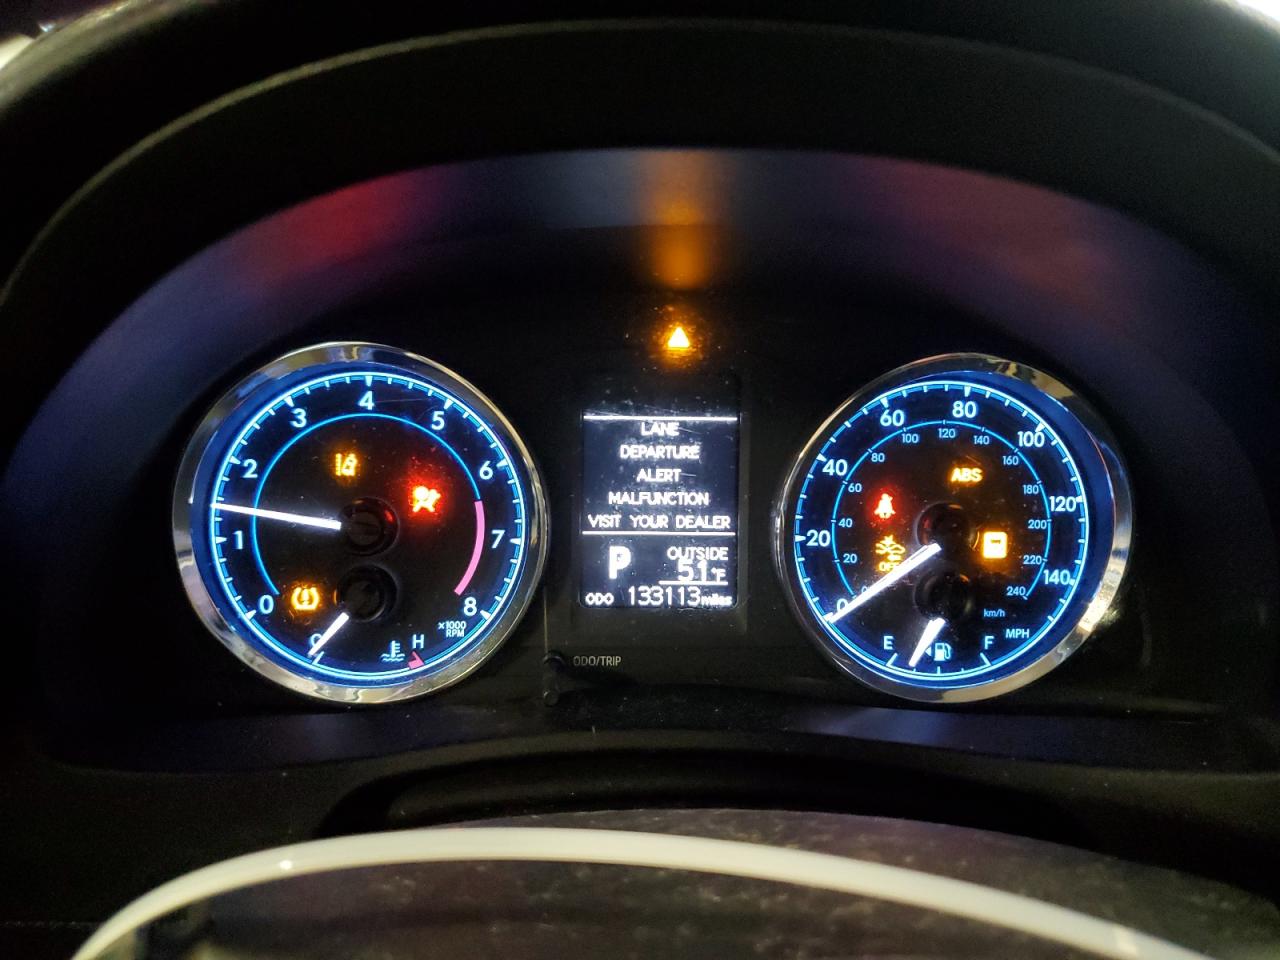 4
3
5
2
6
1
7
0
8
x1000
RPM
H
LANE
DEPARTURE
ALERT
MALFUNCTION
VISIT YOUR DEALER
P
OUTSIDE
51°F
ODO 133113miles
ODO/TRIP
60
80
100
40
120
20
140
0
100
120
140
80
160
60
180
40
200
20
220
240
km/h
MPH
ABS
OFF
E
F